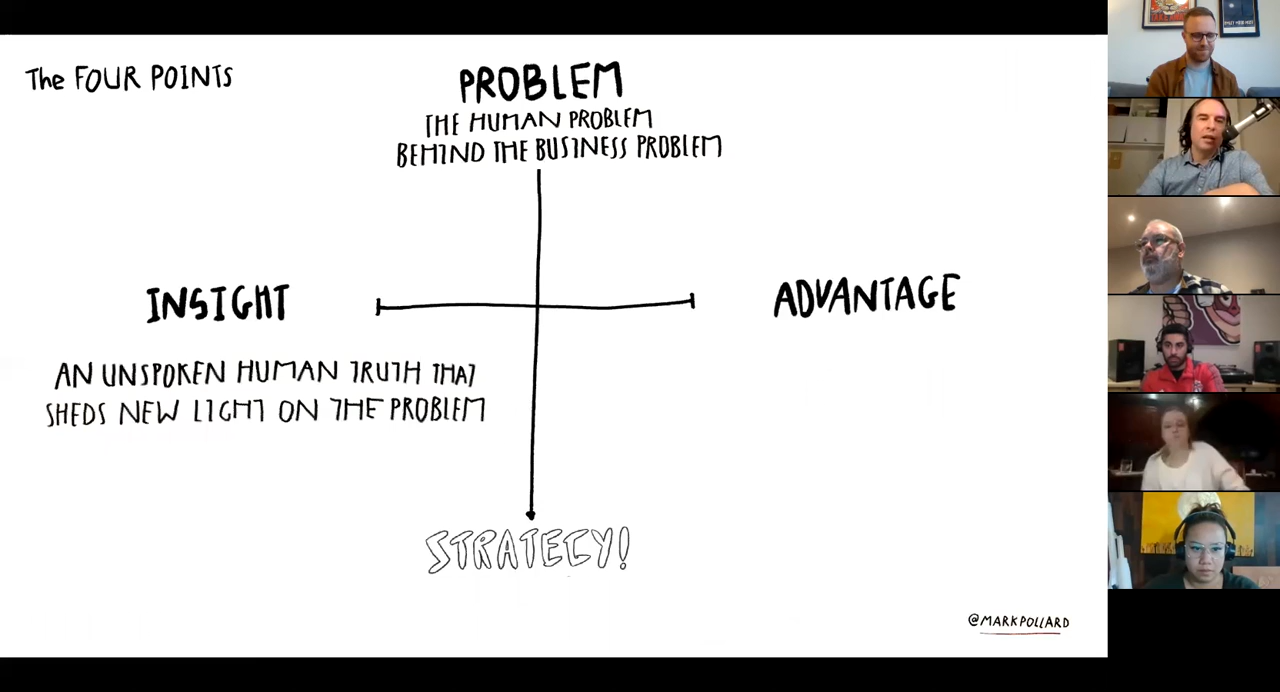 The FOUR POINTS
PROBLEM
THE HUMAN PROBLEM
BEHIND THE BUSINESS PROBLEM
INSIGHT
ADVANTAGE
AN UNSPOKEN HUMAN TRUTH THAT
SHEDS NEW LIGHT ON THE PROBLEM
STRATEGY!
@MARKPOLLARD